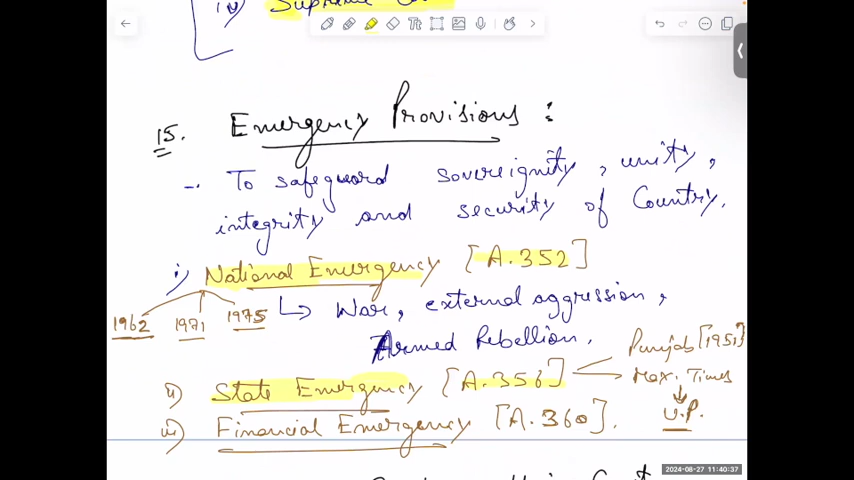 iv) Supreme
15. Emergency Provisions :
- To safeguard sovereignity, unity,
integrity and security of Country.
i) National Emergency [A.352]
1962 1971 1975
↳ War, external aggression,
Armed Rebellion.
ii) State Emergency [A.356]
Punjab [1951]
Max. Times
U.P.
iii) Financial Emergency [A.360].
2024-08-27 11:40:37